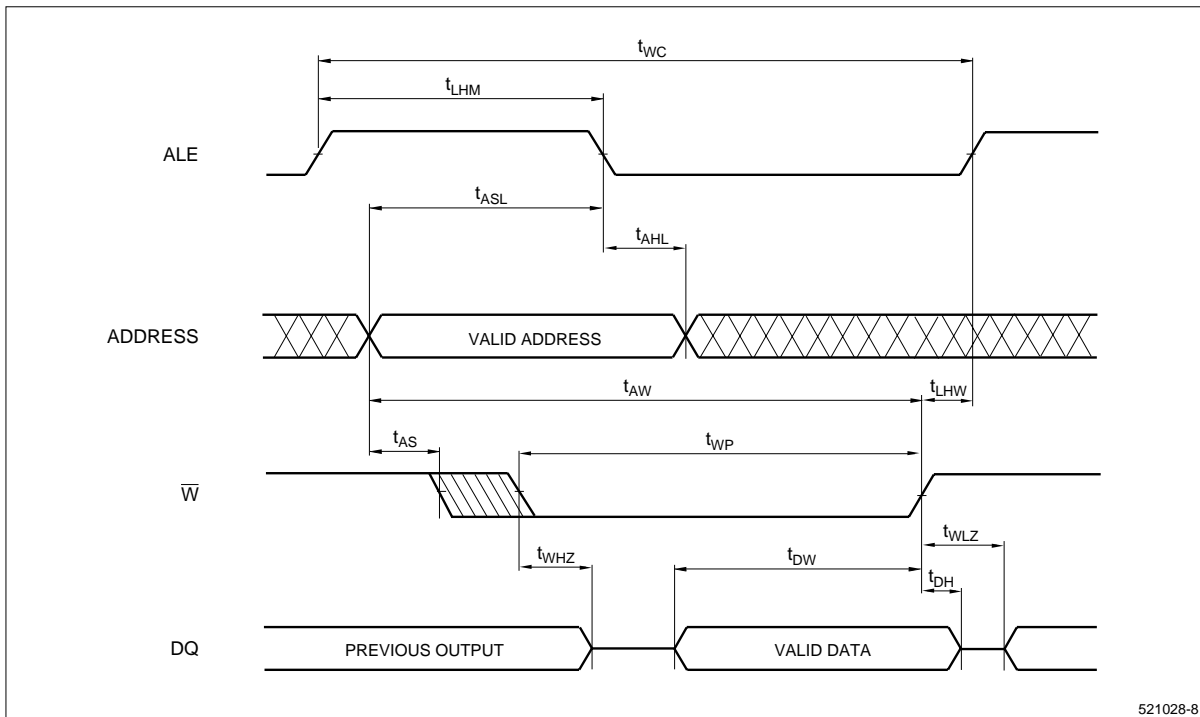 tWC
tLHM
ALE
tASL
tAHL
ADDRESS
VALID ADDRESS
tAW
tLHW
tAS
tWP
W̅
tWHZ
tDW
tWLZ
tDH
DQ
PREVIOUS OUTPUT
VALID DATA
521028-8